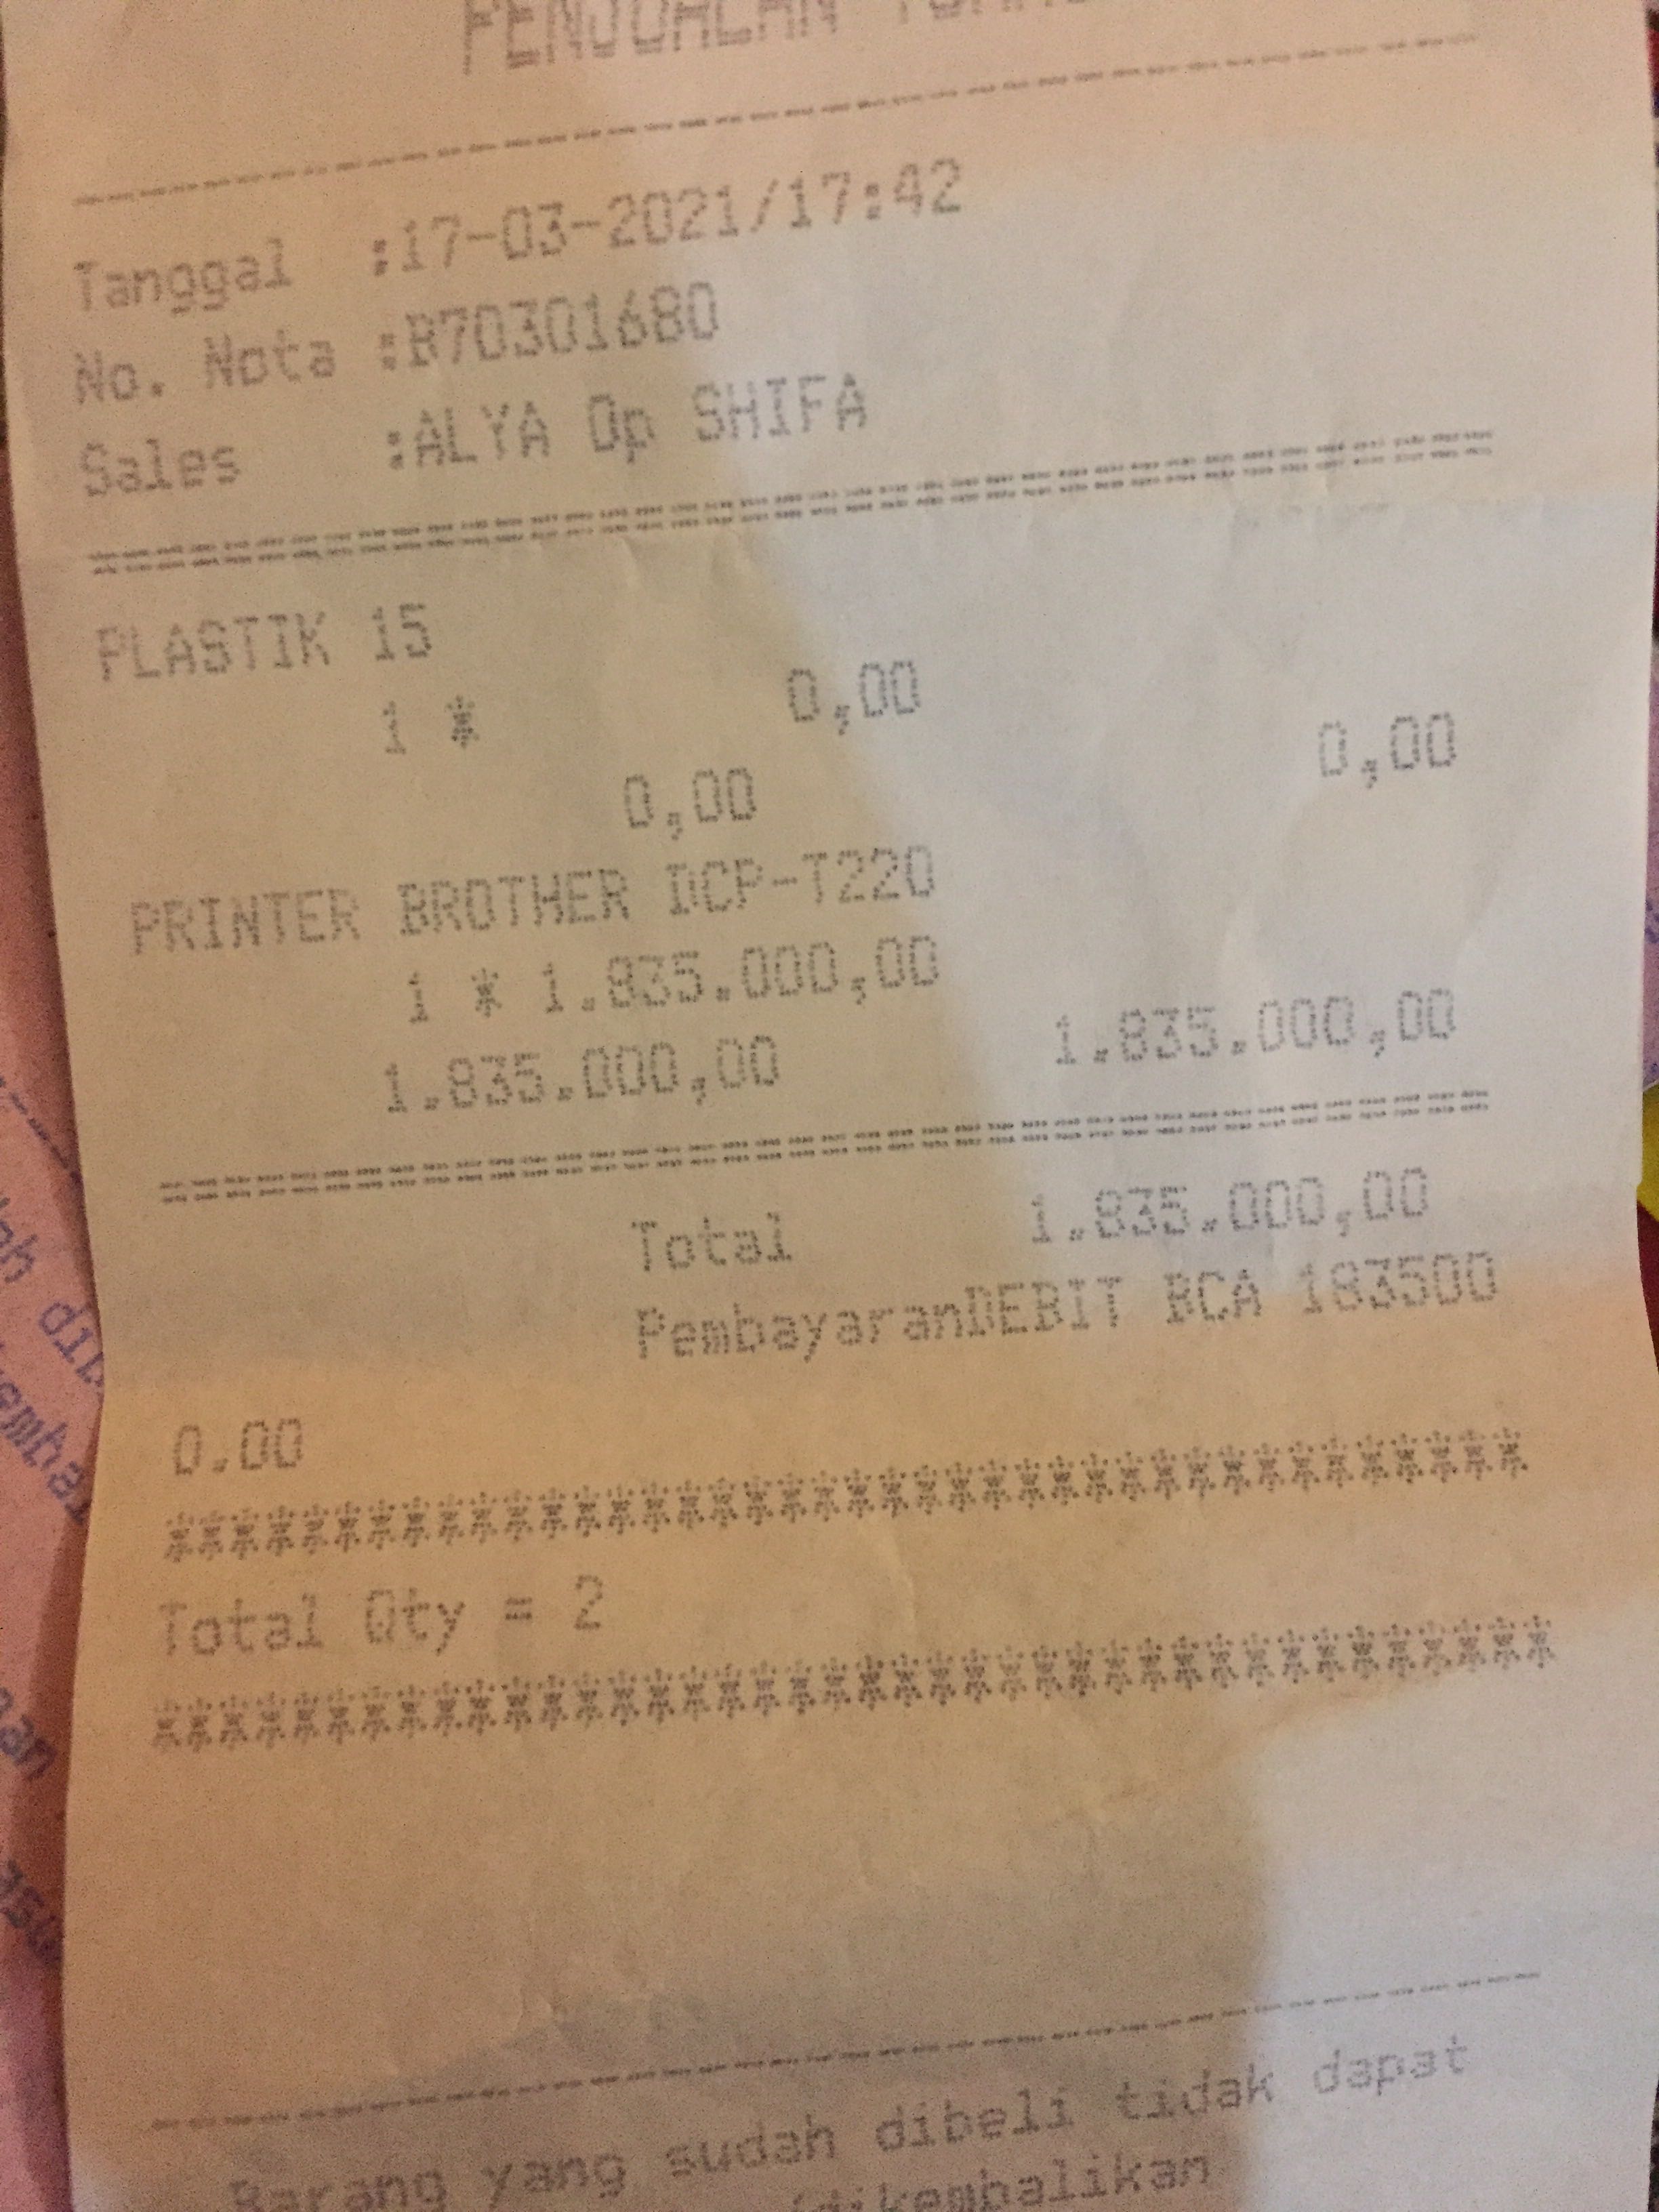 PENJUALAN
Tanggal :17-03-2021/17:42
No. Nota :B70301680
Sales :ALYA Op SHIFA
PLASTIK 15
1 * 0,00
0,00 0,00
PRINTER BROTHER DCP-T220
1 * 1.835.000,00
1.835.000,00 1.835.000,00
Total 1.835.000,00
PembayaranDEBIT BCA 183500
0.00
****************************************
Total Qty = 2
****************************************
Barang yang sudah dibeli tidak dapat
dikembalikan